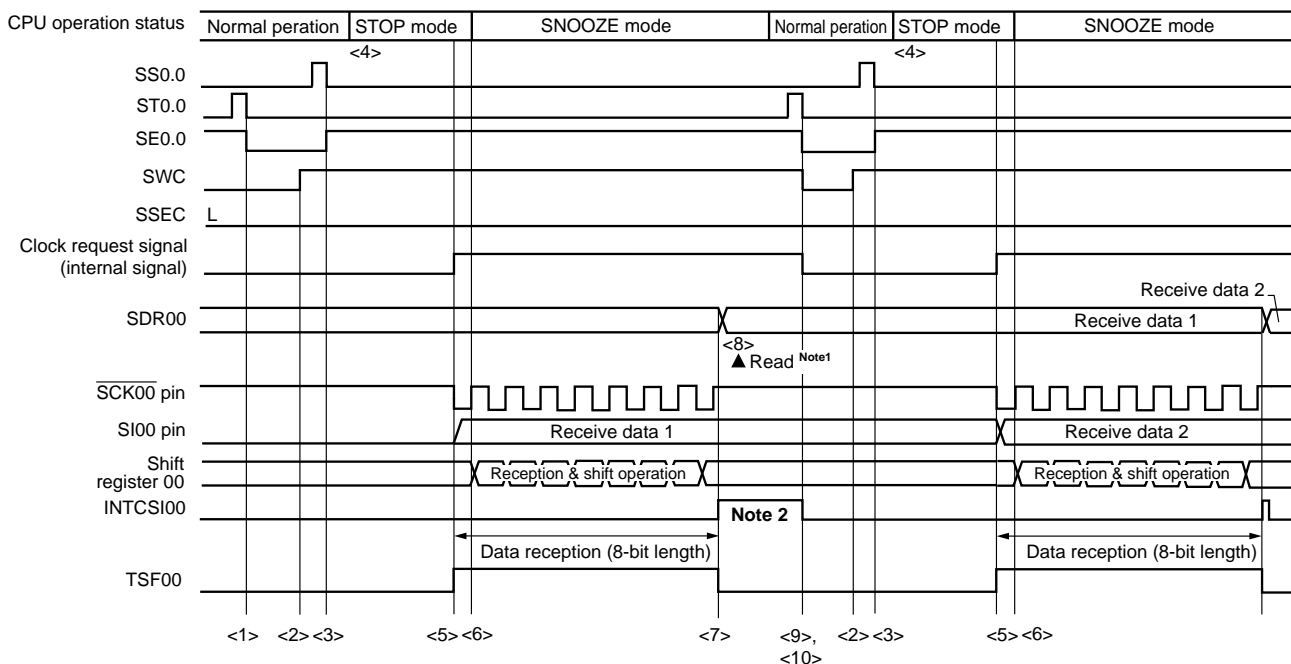 CPU operation status
Normal peration STOP mode SNOOZE mode Normal peration STOP mode SNOOZE mode
<4> <4>
SS0.0
ST0.0
SE0.0
SWC
SSEC L
Clock request signal
(internal signal)
Receive data 2
SDR00 Receive data 1
<8>
▲ Read Note1
SCK00 pin
SI00 pin Receive data 1 Receive data 2
Shift
register 00 Reception & shift operation Reception & shift operation
INTCSI00 Note 2
Data reception (8-bit length) Data reception (8-bit length)
TSF00
<1> <2> <3> <5> <6> <7> <9>, <2> <3> <5> <6>
<10>